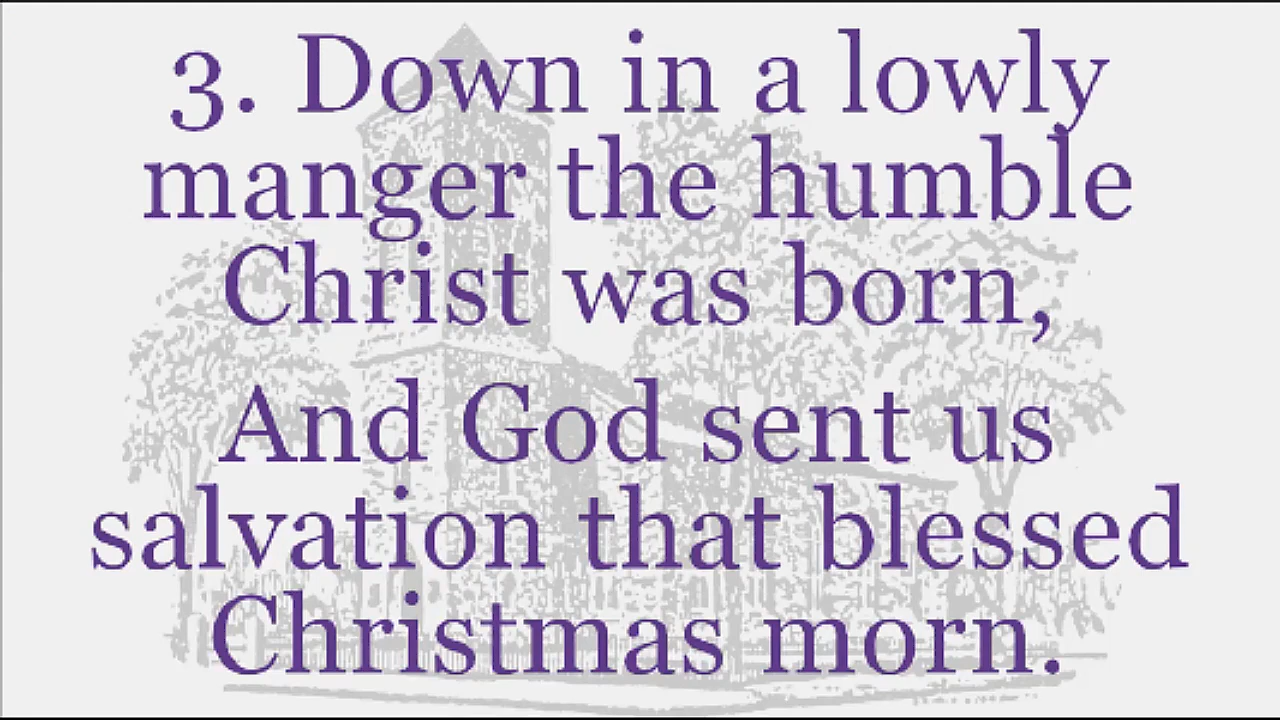 3. Down in a lowly
manger the humble
Christ was born,
And God sent us
salvation that blessed
Christmas morn.